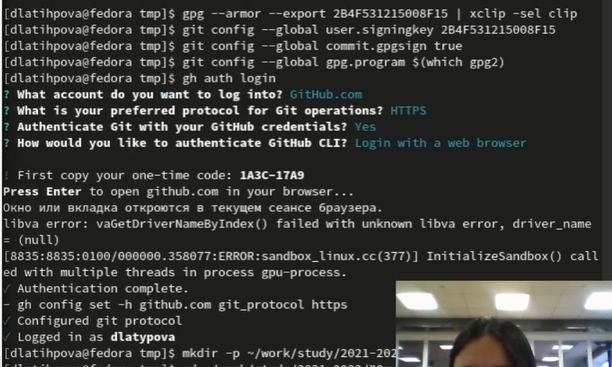 [dlatihpova@fedora tmp]$ gpg --armor --export 2B4F531215008F15 | xclip -sel clip
[dlatihpova@fedora tmp]$ git config --global user.signingkey 2B4F531215008F15
[dlatihpova@fedora tmp]$ git config --global commit.gpgsign true
[dlatihpova@fedora tmp]$ git config --global gpg.program $(which gpg2)
[dlatihpova@fedora tmp]$ gh auth login
? What account do you want to log into? GitHub.com
? What is your preferred protocol for Git operations? HTTPS
? Authenticate Git with your GitHub credentials? Yes
? How would you like to authenticate GitHub CLI? Login with a web browser
! First copy your one-time code: 1A3C-17A9
Press Enter to open github.com in your browser...
Окно или вкладка откроются в текущем сеансе браузера.
libva error: vaGetDriverNameByIndex() failed with unknown libva error, driver_name
= (null)
[8835:8835:0100/000000.358077:ERROR:sandbox_linux.cc(377)] InitializeSandbox() call
ed with multiple threads in process gpu-process.
✓ Authentication complete.
- gh config set -h github.com git_protocol https
✓ Configured git protocol
✓ Logged in as dlatypova
[dlatihpova@fedora tmp]$ mkdir -p ~/work/study/2021-202